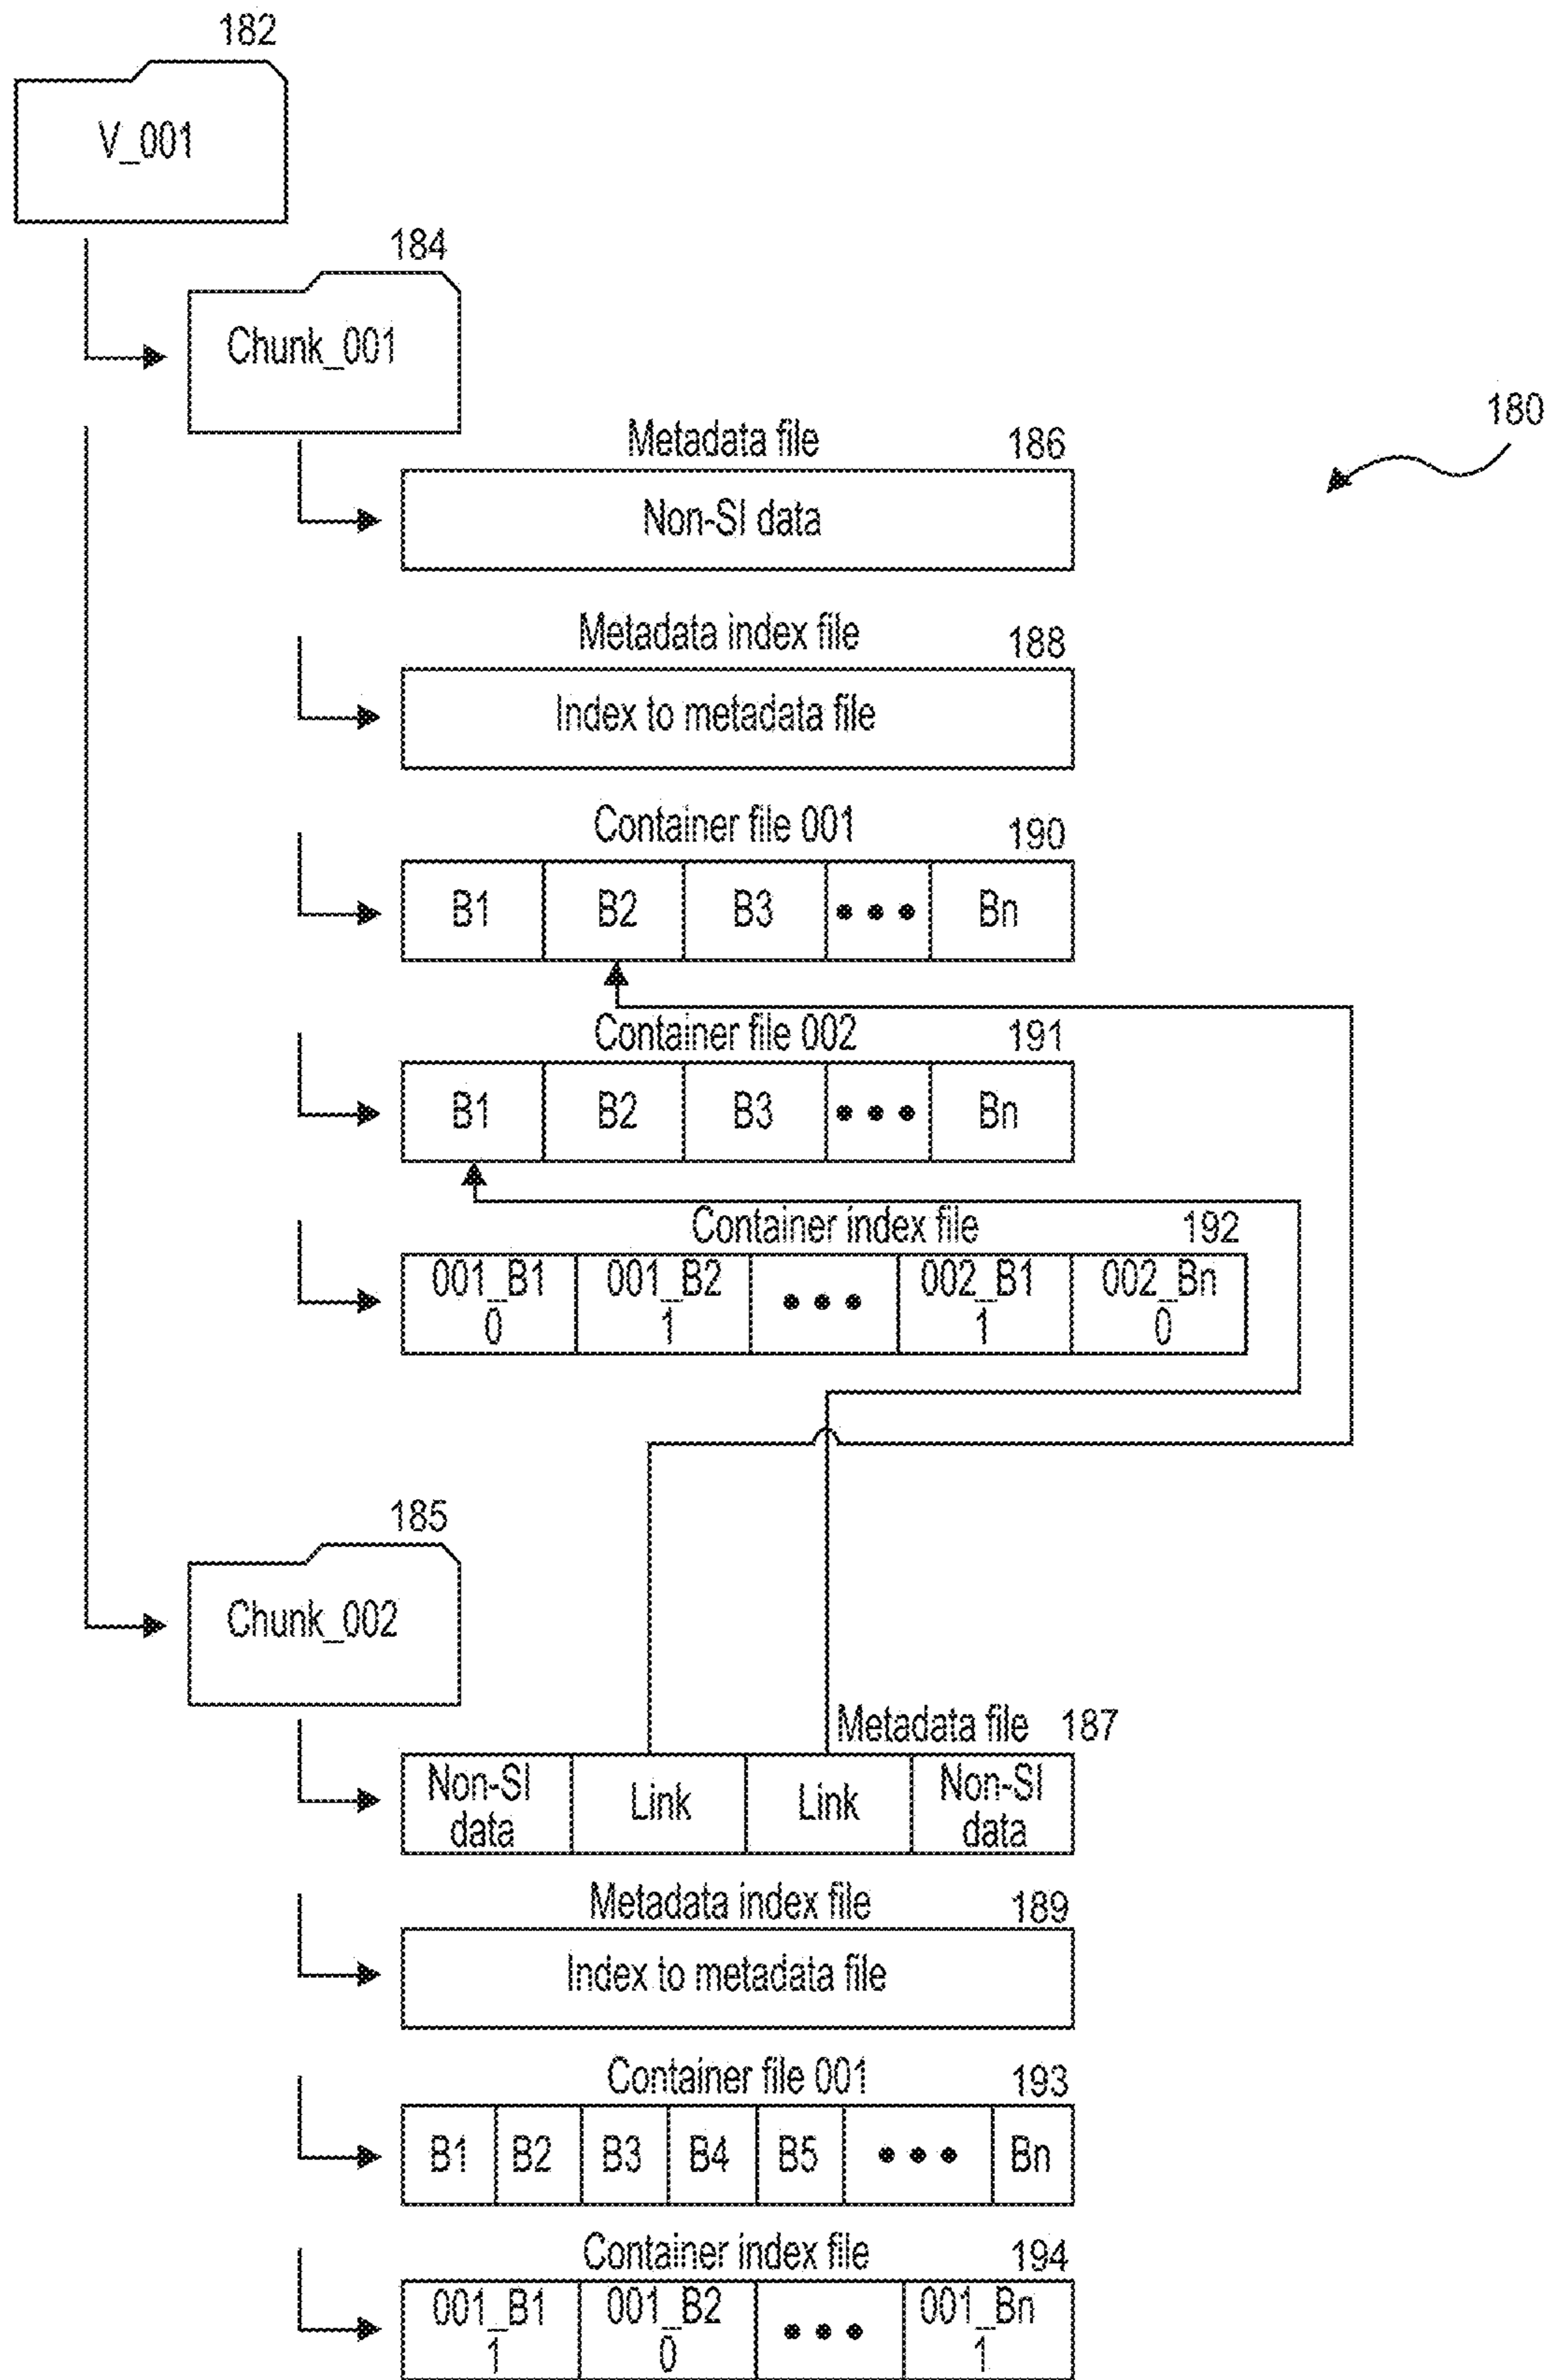 182
V_001
184
Chunk_001
180
Metadata file 186
Non-SI data
Metadata index file 188
Index to metadata file
Container file 001 190
B1 B2 B3 ••• Bn
Container file 002 191
B1 B2 B3 ••• Bn
Container index file 192
001_B1 001_B2 ••• 002_B1 002_Bn
0 1 1 0
185
Chunk_002
Metadata file 187
Non-SI Link Link Non-SI
data data
Metadata index file 189
Index to metadata file
Container file 001 193
B1 B2 B3 B4 B5 ••• Bn
Container index file 194
001_B1 001_B2 ••• 001_Bn
1 0 1